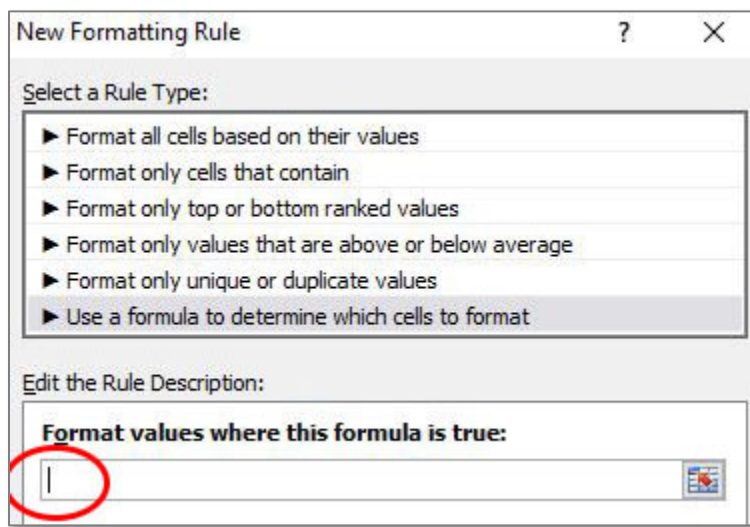 New Formatting Rule ? ✕
Select a Rule Type:
► Format all cells based on their values
► Format only cells that contain
► Format only top or bottom ranked values
► Format only values that are above or below average
► Format only unique or duplicate values
► Use a formula to determine which cells to format
Edit the Rule Description:
Format values where this formula is true: